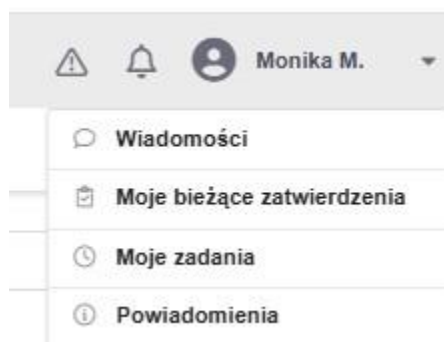 Monika M.
Wiadomości
Moje bieżące zatwierdzenia
Moje zadania
Powiadomienia